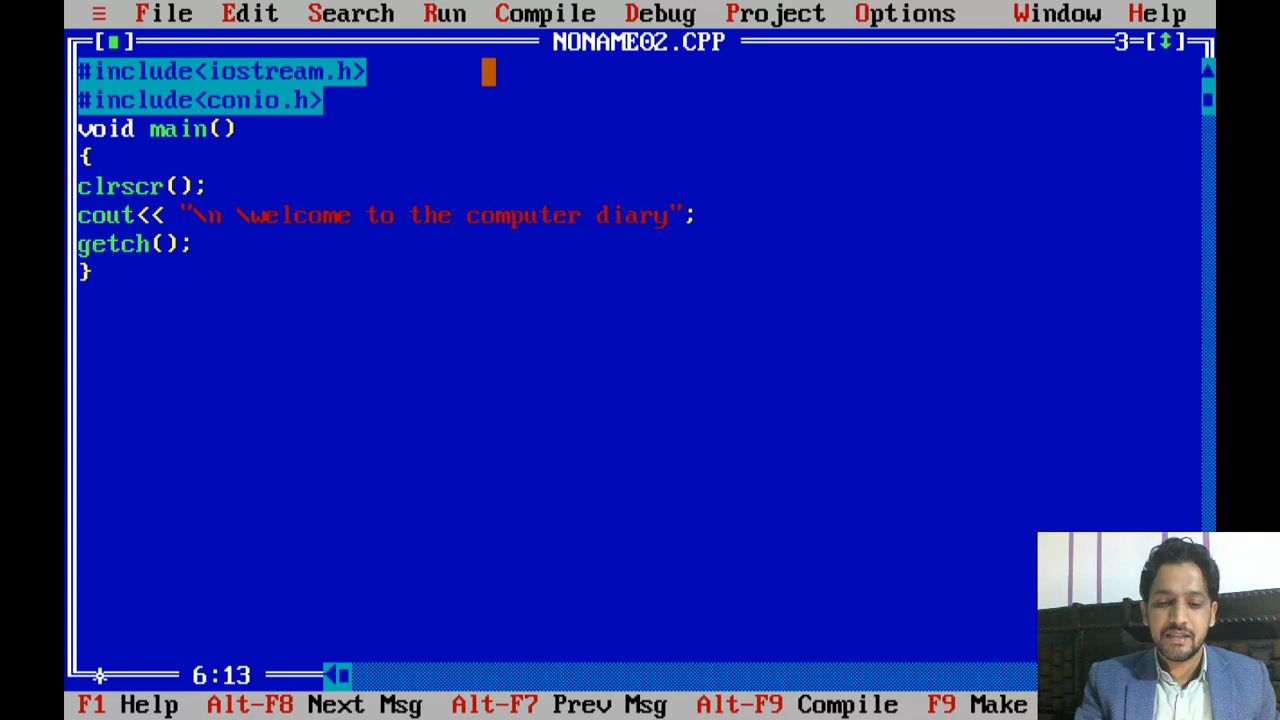 ≡ File Edit Search Run Compile Debug Project Options Window Help
[■] NONAME02.CPP 3=[↕]
#include<iostream.h>
#include<conio.h>
void main()
{
clrscr();
cout<< "\n \welcome to the computer diary";
getch();
}
6:13
F1 Help Alt-F8 Next Msg Alt-F7 Prev Msg Alt-F9 Compile F9 Make